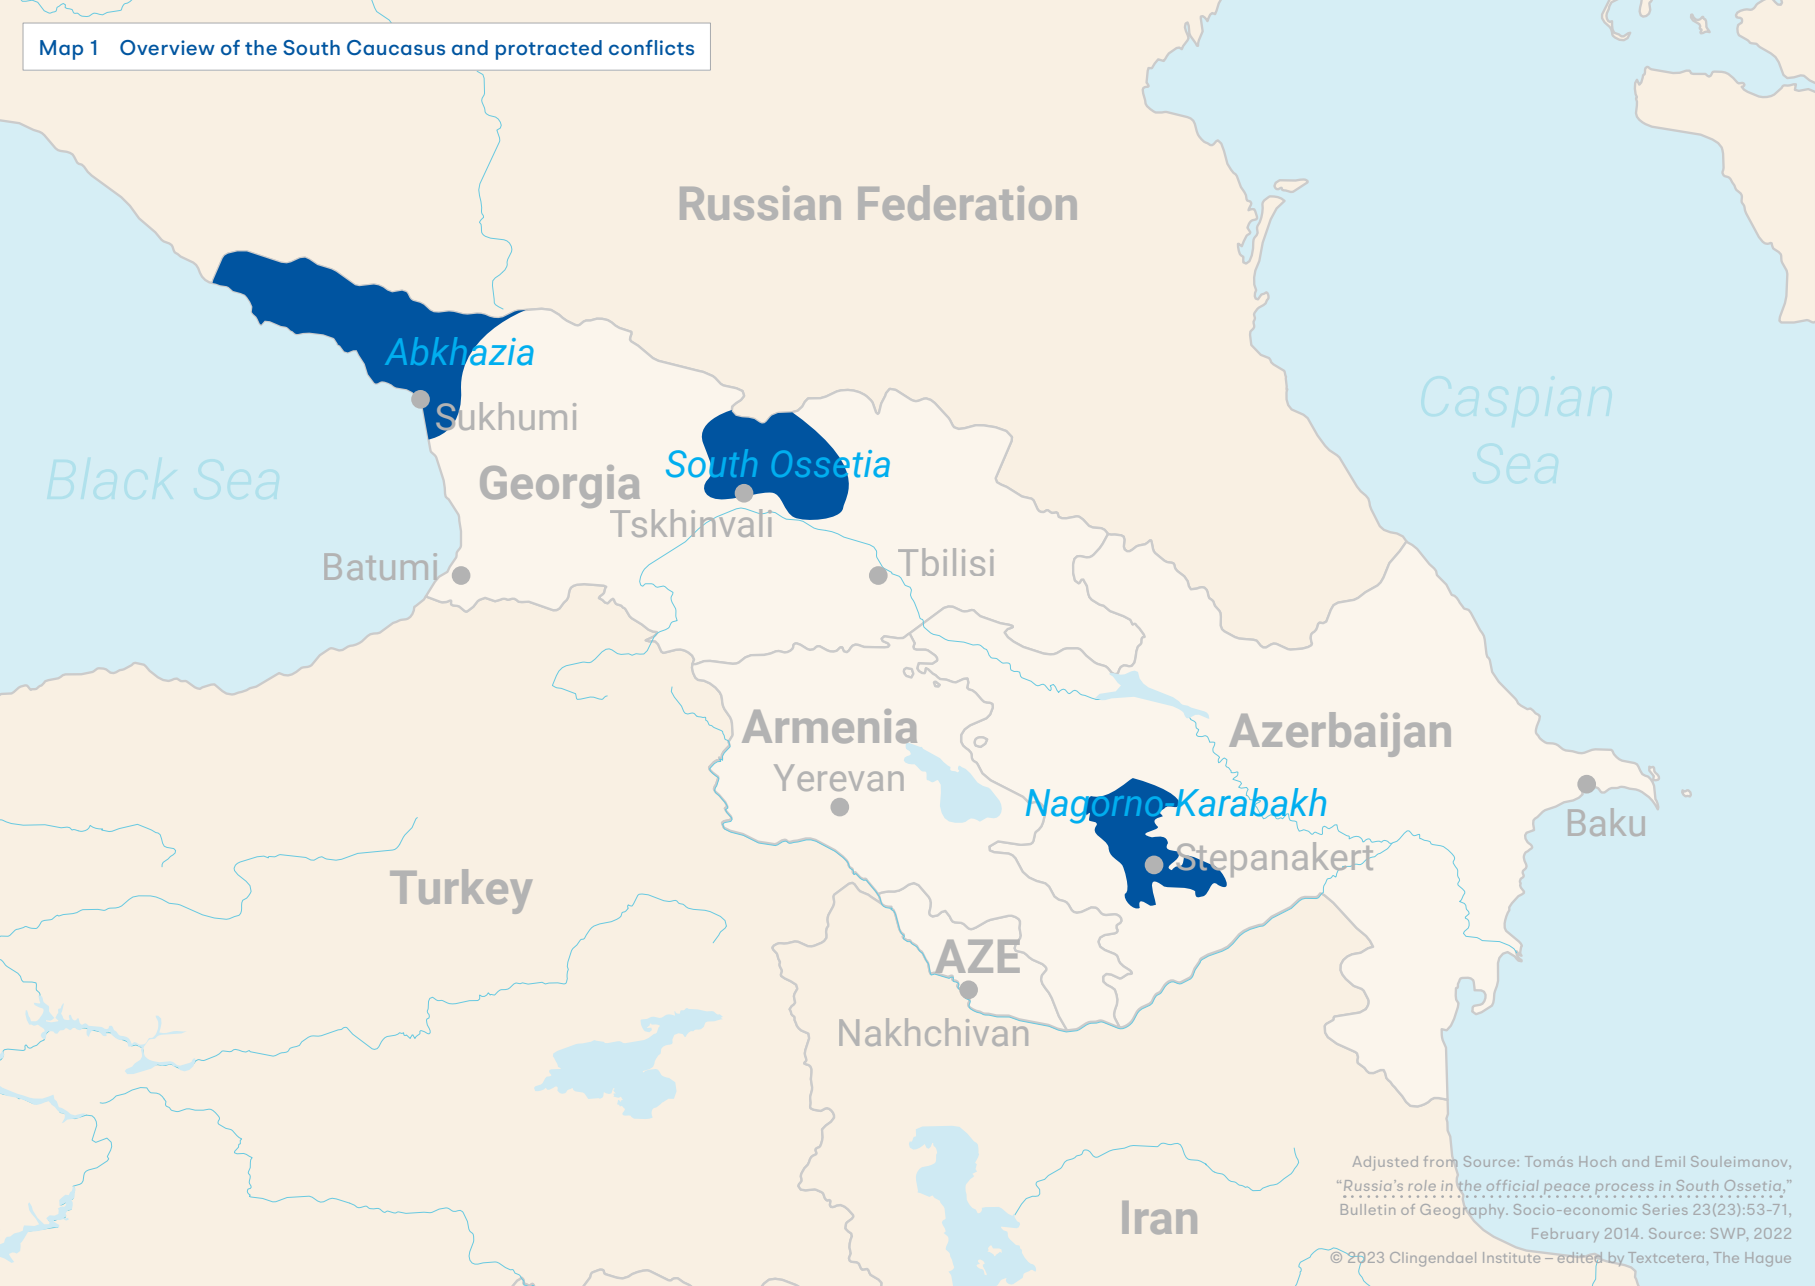 Map 1 Overview of the South Caucasus and protracted conflicts
Russian Federation
Abkhazia
Sukhumi
Caspian
Sea
Black Sea
Georgia
South Ossetia
Tskhinvali
Batumi
Tbilisi
Armenia
Yerevan
Azerbaijan
Nagorno-Karabakh
Stepanakert
Baku
Turkey
AZE
Nakhchivan
Iran
Adjusted from Source: Tomás Hoch and Emil Souleimanov,
“Russia’s role in the official peace process in South Ossetia,”
Bulletin of Geography. Socio-economic Series 23(23):53-71,
February 2014. Source: SWP, 2022
© 2023 Clingendael Institute – edited by Textcetera, The Hague